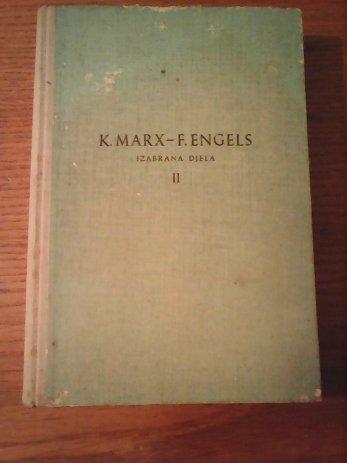 K. MARX–F. ENGELS
IZABRANA DJELA
II